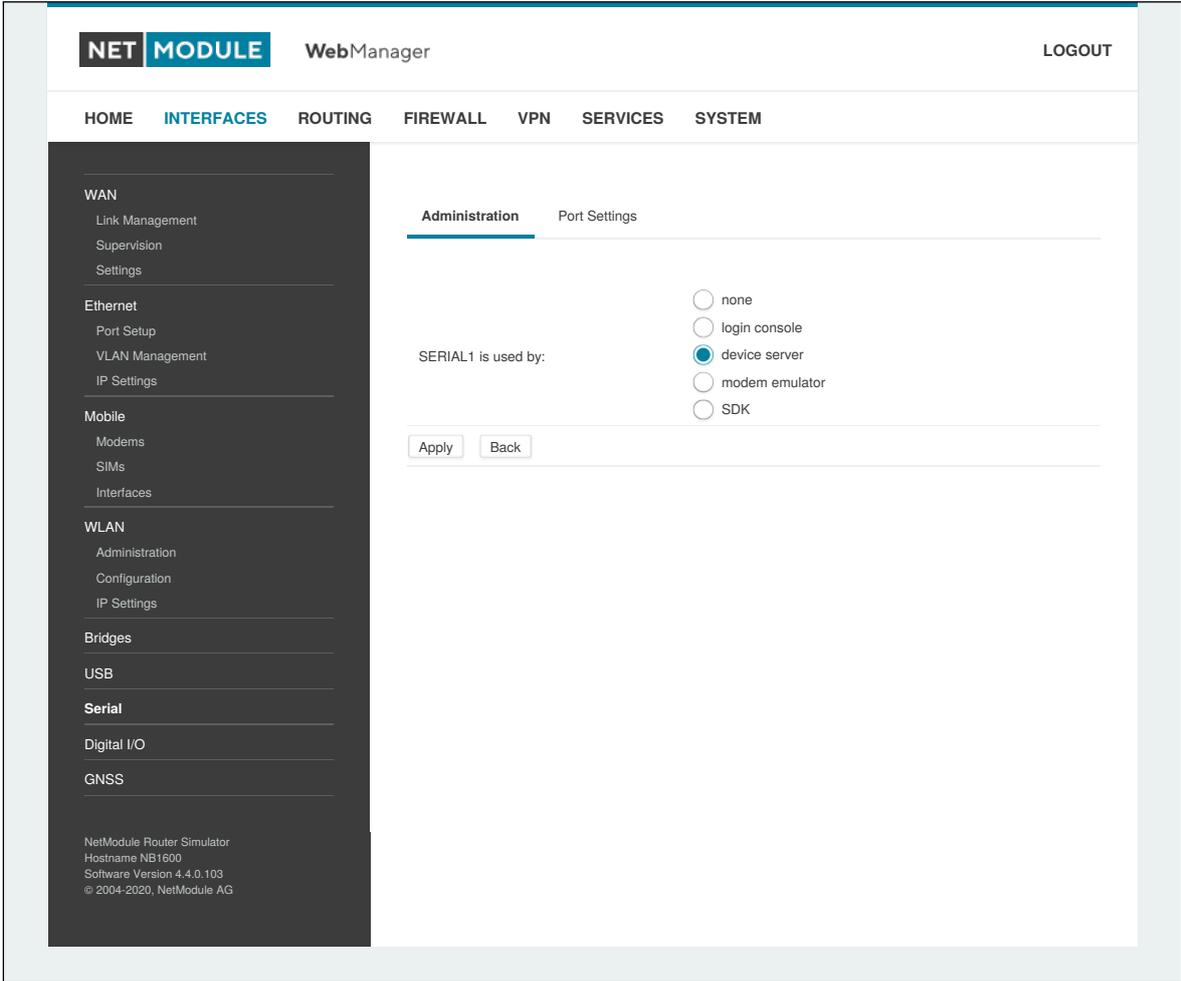 NET MODULE WebManager LOGOUT
HOME INTERFACES ROUTING FIREWALL VPN SERVICES SYSTEM
WAN
Link Management
Supervision
Settings
Ethernet
Port Setup
VLAN Management
IP Settings
Mobile
Modems
SIMs
Interfaces
WLAN
Administration
Configuration
IP Settings
Bridges
USB
Serial
Digital I/O
GNSS
NetModule Router Simulator
Hostname NB1600
Software Version 4.4.0.103
© 2004-2020, NetModule AG
Administration Port Settings
SERIAL1 is used by:
none
login console
device server
modem emulator
SDK
Apply Back